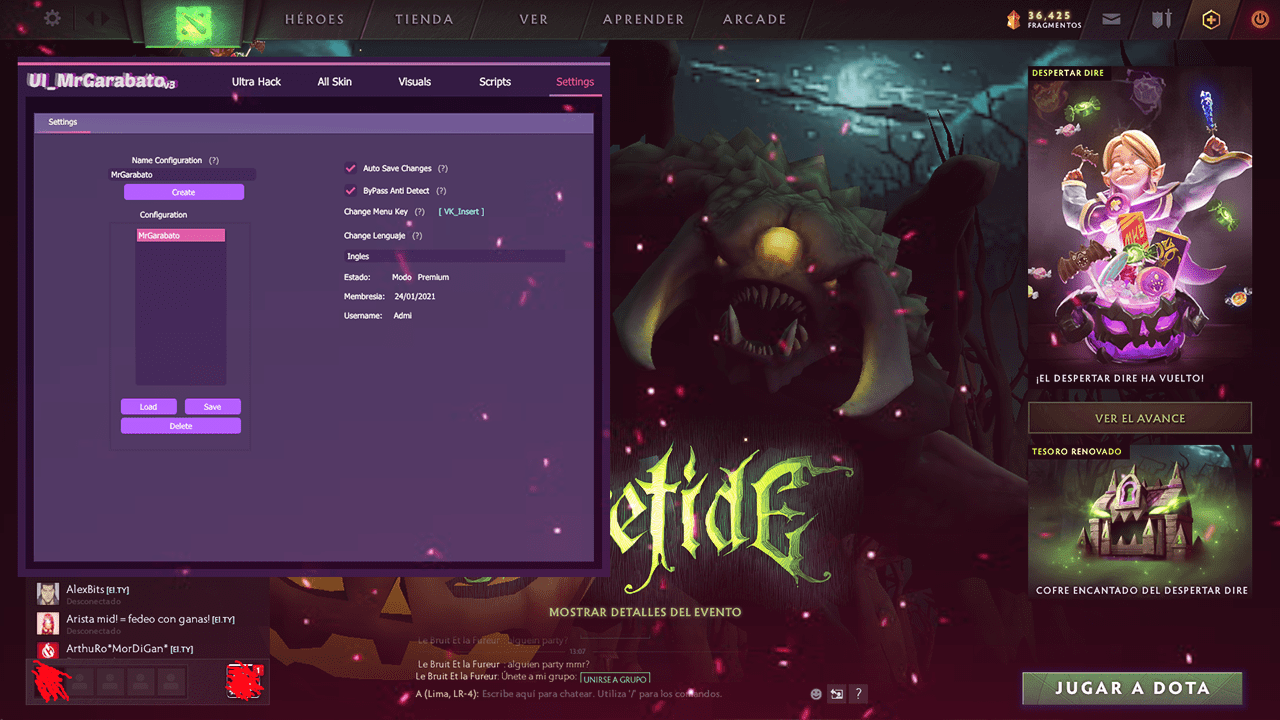 HÉROES
TIENDA
VER
APRENDER
ARCADE
36,425
FRAGMENTOS
UI_MrGarabato v3
Ultra Hack
All Skin
Visuals
Scripts
Settings
Settings
Name Configuration (?)
MrGarabato
Create
Configuration
MrGarabato
Load
Save
Delete
Auto Save Changes (?)
ByPass Anti Detect (?)
Change Menu Key (?) [ VK_Insert ]
Change Lenguaje (?)
Ingles
Estado: Modo Premium
Membresia: 24/01/2021
Username: Admi
DESPERTAR DIRE
¡EL DESPERTAR DIRE HA VUELTO!
VER EL AVANCE
TESORO RENOVADO
COFRE ENCANTADO DEL DESPERTAR DIRE
etide
MOSTRAR DETALLES DEL EVENTO
AlexBits [EI.TY]
Desconectado
Arista mid! = fedeo con ganas! [EI.TY]
Desconectado
ArthuRo*MorDiGan* [EI.TY]
1
Le Bruit Et la Fureur : alguein party?
13:07
Le Bruit Et la Fureur : alguien party mmr?
Le Bruit Et la Fureur: Únete a mi grupo: UNIRSE A GRUPO
A (Lima, LR-4): Escribe aquí para chatear. Utiliza '/' para los comandos.
?
JUGAR A DOTA